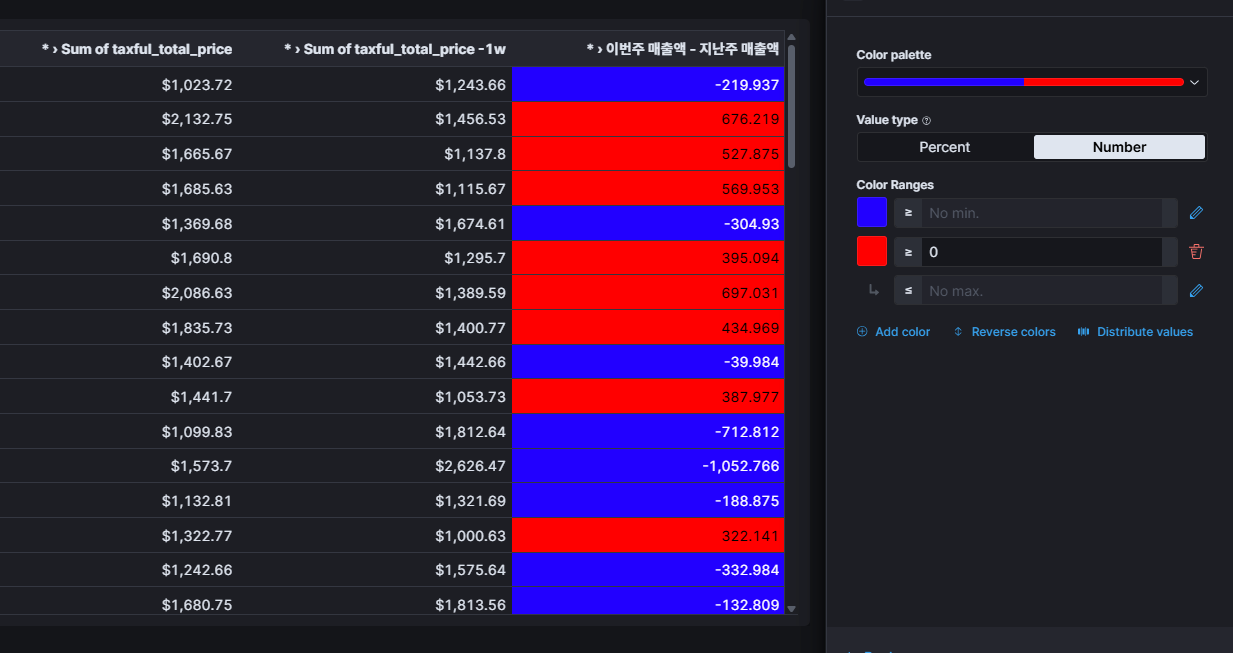 * › Sum of taxful_total_price * › Sum of taxful_total_price -1w * › 이번주 매출액 - 지난주 매출액
$1,023.72 $1,243.66 -219.937
$2,132.75 $1,456.53 676.219
$1,665.67 $1,137.8 527.875
$1,685.63 $1,115.67 569.953
$1,369.68 $1,674.61 -304.93
$1,690.8 $1,295.7 395.094
$2,086.63 $1,389.59 697.031
$1,835.73 $1,400.77 434.969
$1,402.67 $1,442.66 -39.984
$1,441.7 $1,053.73 387.977
$1,099.83 $1,812.64 -712.812
$1,573.7 $2,626.47 -1,052.766
$1,132.81 $1,321.69 -188.875
$1,322.77 $1,000.63 322.141
$1,242.66 $1,575.64 -332.984
$1,680.75 $1,813.56 -132.809
Color palette
Value type
Percent Number
Color Ranges
≥ No min.
≥ 0
≤ No max.
Add color Reverse colors Distribute values